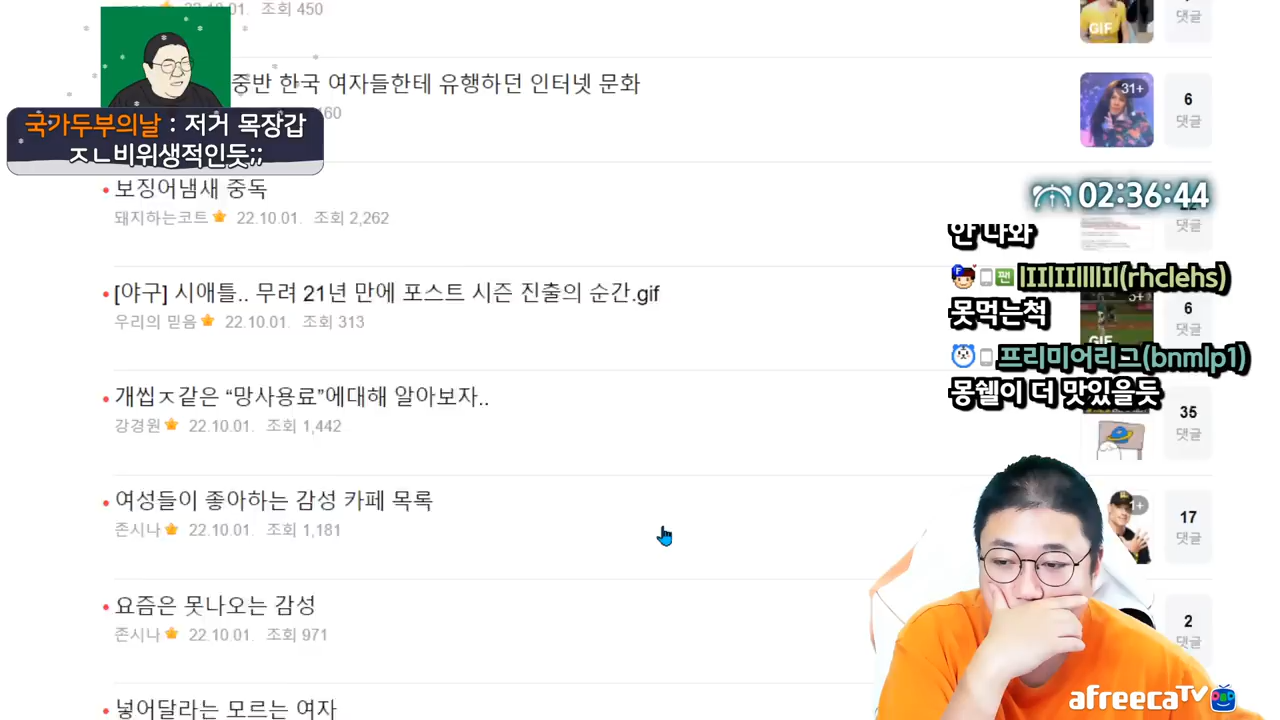 22.10.01. 조회 450
GIF
댓글
중반 한국 여자들한테 유행하던 인터넷 문화
160
31+
6
댓글
국가두부의날 : 저거 목장갑
ㅈㄴ비위생적인듯;;
보징어냄새 중독
돼지하는코트 22.10.01. 조회 2,262
댓글
02:36:44
안 나와
lIIlIIllllIl(rhclehs)
못먹는척
프리미어리그(bnmlp1)
몽쉘이 더 맛있을듯
[야구] 시애틀.. 무려 21년 만에 포스트 시즌 진출의 순간.gif
우리의 믿음 22.10.01. 조회 313
GIF
6
댓글
개씹ㅈ같은 “망사용료”에대해 알아보자..
강경원 22.10.01. 조회 1,442
35
댓글
여성들이 좋아하는 감성 카페 목록
존시나 22.10.01. 조회 1,181
17
댓글
요즘은 못나오는 감성
존시나 22.10.01. 조회 971
2
댓글
넣어달라는 모르는 여자
afreecaTV